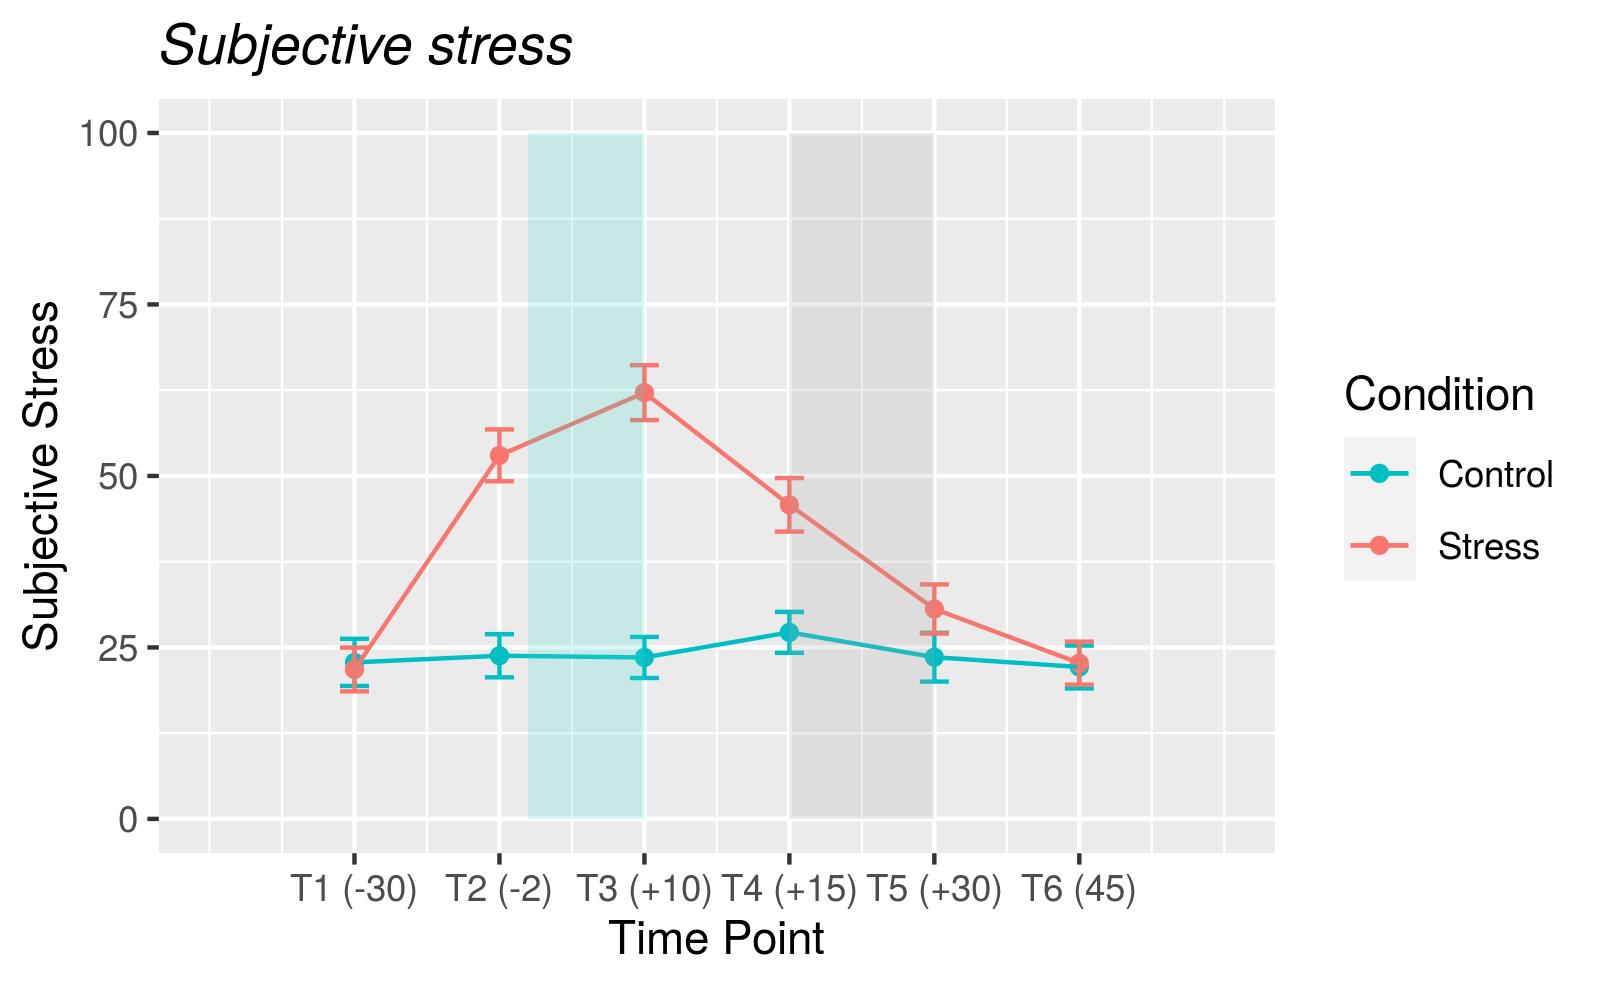 Subjective stress
100
75
50
25
0
Subjective Stress
T1 (-30) T2 (-2) T3 (+10) T4 (+15) T5 (+30) T6 (45)
Time Point
Condition
Control
Stress